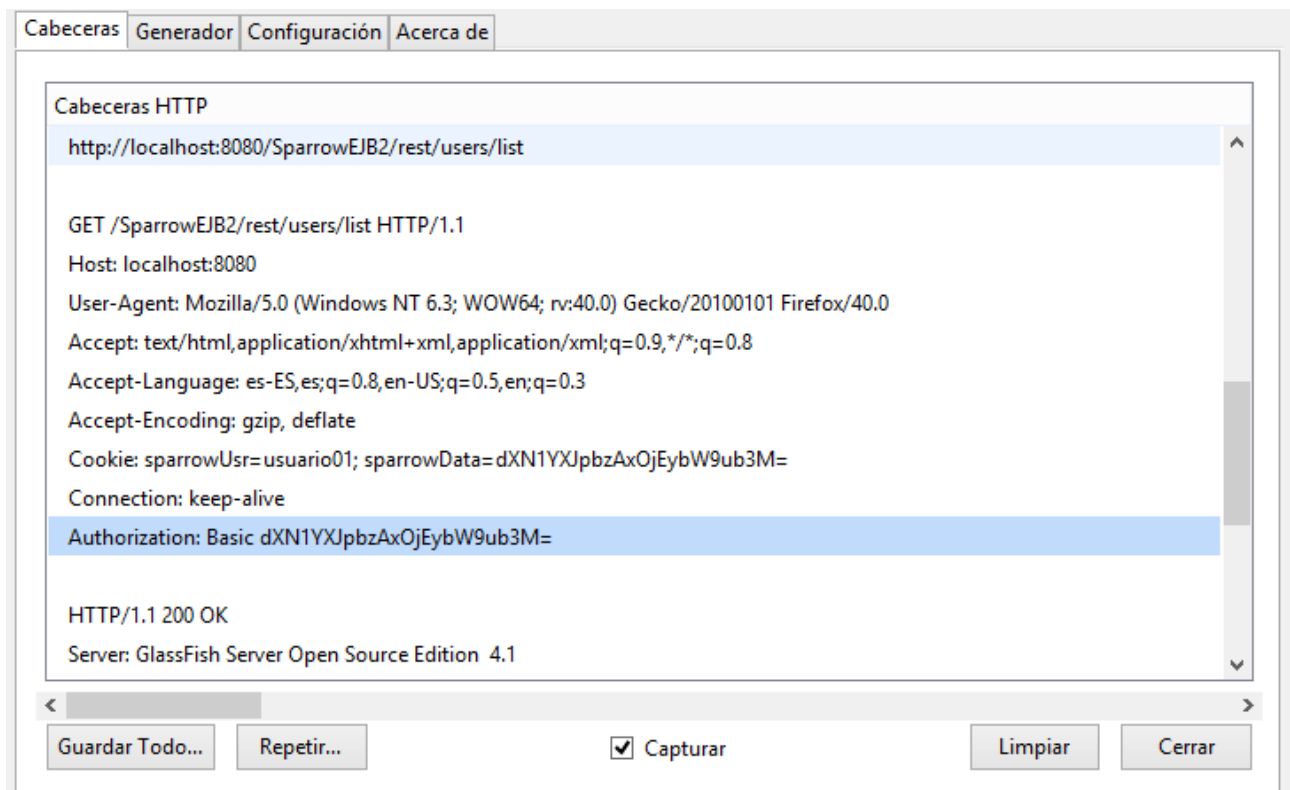 Cabeceras Generador Configuración Acerca de
Cabeceras HTTP
http://localhost:8080/SparrowEJB2/rest/users/list
GET /SparrowEJB2/rest/users/list HTTP/1.1
Host: localhost:8080
User-Agent: Mozilla/5.0 (Windows NT 6.3; WOW64; rv:40.0) Gecko/20100101 Firefox/40.0
Accept: text/html,application/xhtml+xml,application/xml;q=0.9,*/*;q=0.8
Accept-Language: es-ES,es;q=0.8,en-US;q=0.5,en;q=0.3
Accept-Encoding: gzip, deflate
Cookie: sparrowUsr=usuario01; sparrowData=dXN1YXJpbzAxOjEybW9ub3M=
Connection: keep-alive
Authorization: Basic dXN1YXJpbzAxOjEybW9ub3M=
HTTP/1.1 200 OK
Server: GlassFish Server Open Source Edition  4.1
Guardar Todo... Repetir... Capturar Limpiar Cerrar